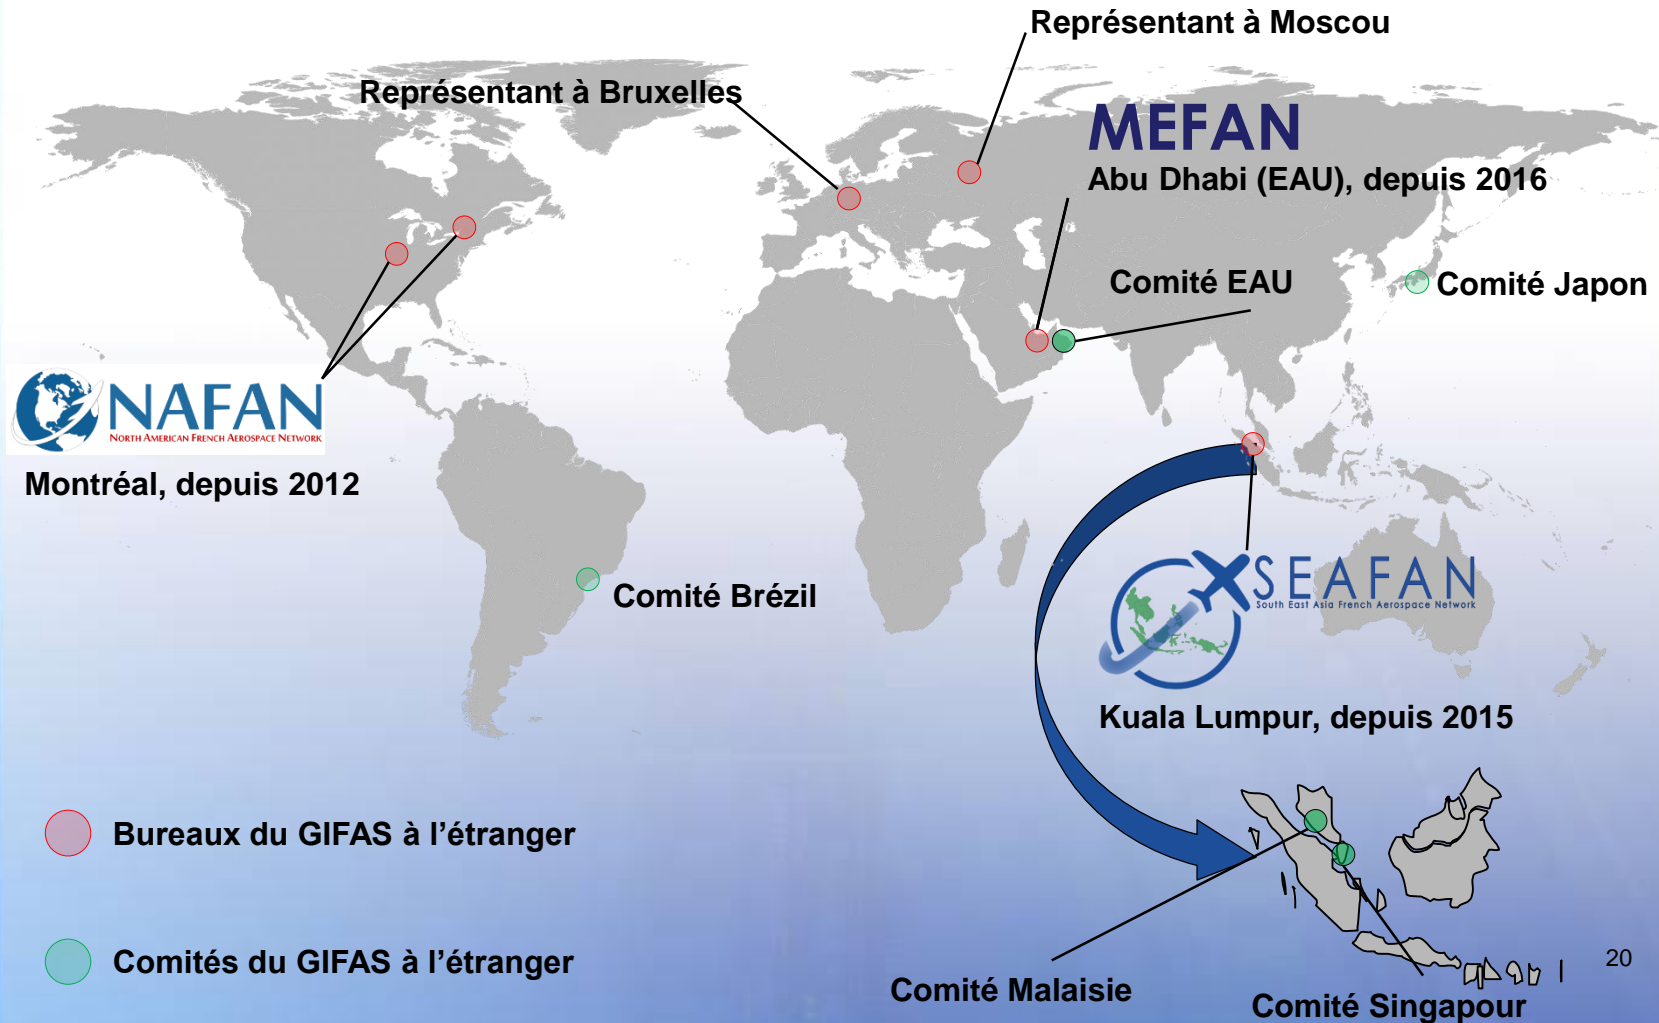 Représentant à Moscou
Représentant à Bruxelles
MEFAN
Abu Dhabi (EAU), depuis 2016
Comité EAU
Comité Japon
NAFAN
NORTH AMERICAN FRENCH AEROSPACE NETWORK
Montréal, depuis 2012
Comité Brézil
SEAFAN
South East Asia French Aerospace Network
Kuala Lumpur, depuis 2015
Bureaux du GIFAS à l’étranger
Comités du GIFAS à l’étranger
Comité Malaisie
Comité Singapour
20